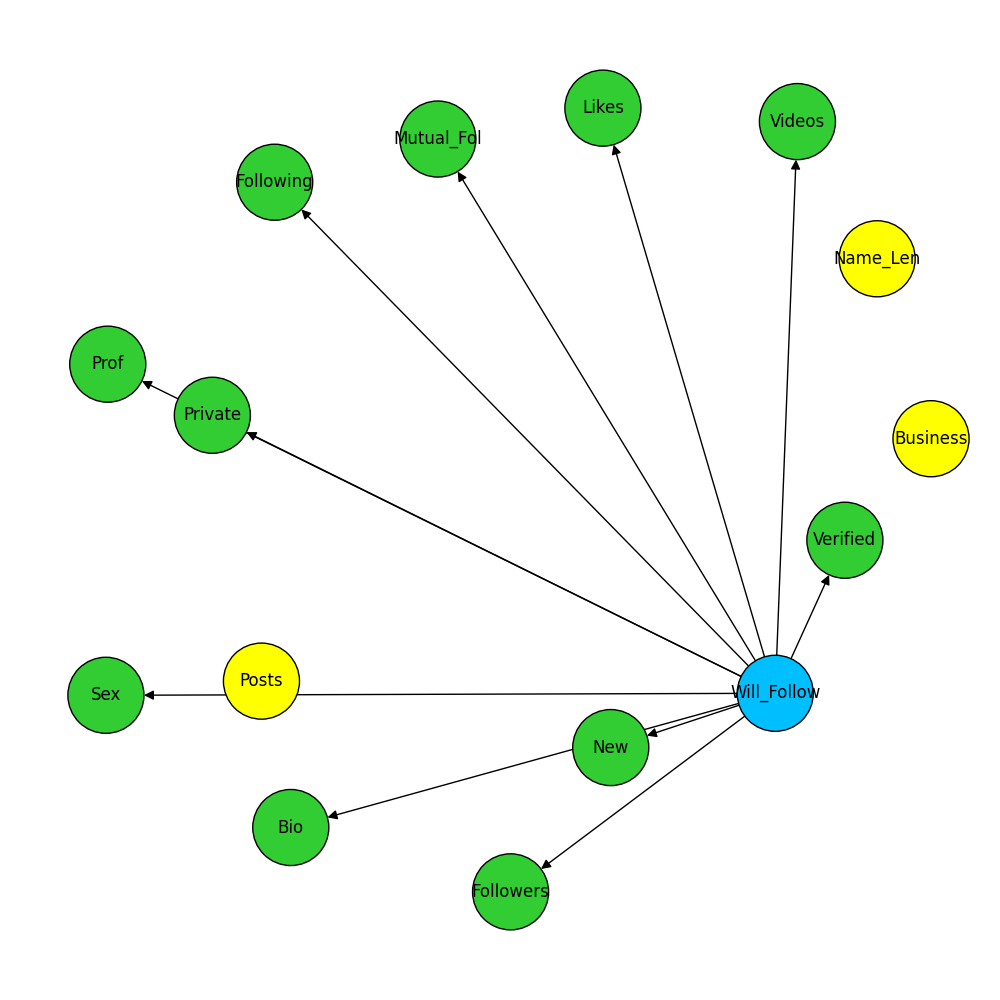 Likes
Videos
Mutual_Fol
Following
Name_Len
Prof
Private
Business
Verified
Posts
Sex
Will_Follow
New
Bio
Followers